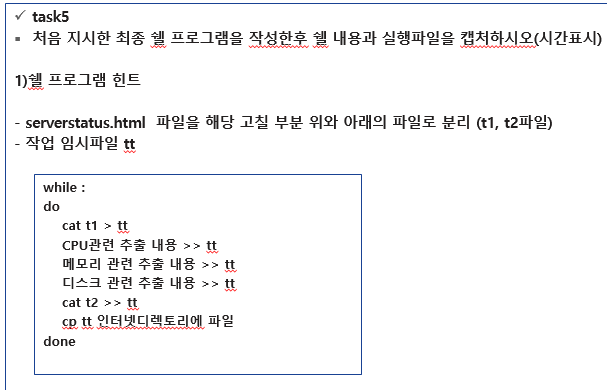 ✓ task5
▪ 처음 지시한 최종 쉘 프로그램을 작성한후 쉘 내용과 실행파일을 캡처하시오(시간표시)
1)쉘 프로그램 힌트
- serverstatus.html 파일을 해당 고칠 부분 위와 아래의 파일로 분리 (t1, t2파일)
- 작업 임시파일 tt
while :
do
cat t1 > tt
CPU관련 추출 내용 >> tt
메모리 관련 추출 내용 >> tt
디스크 관련 추출 내용 >> tt
cat t2 >> tt
cp tt 인터넷디렉토리에 파일
done